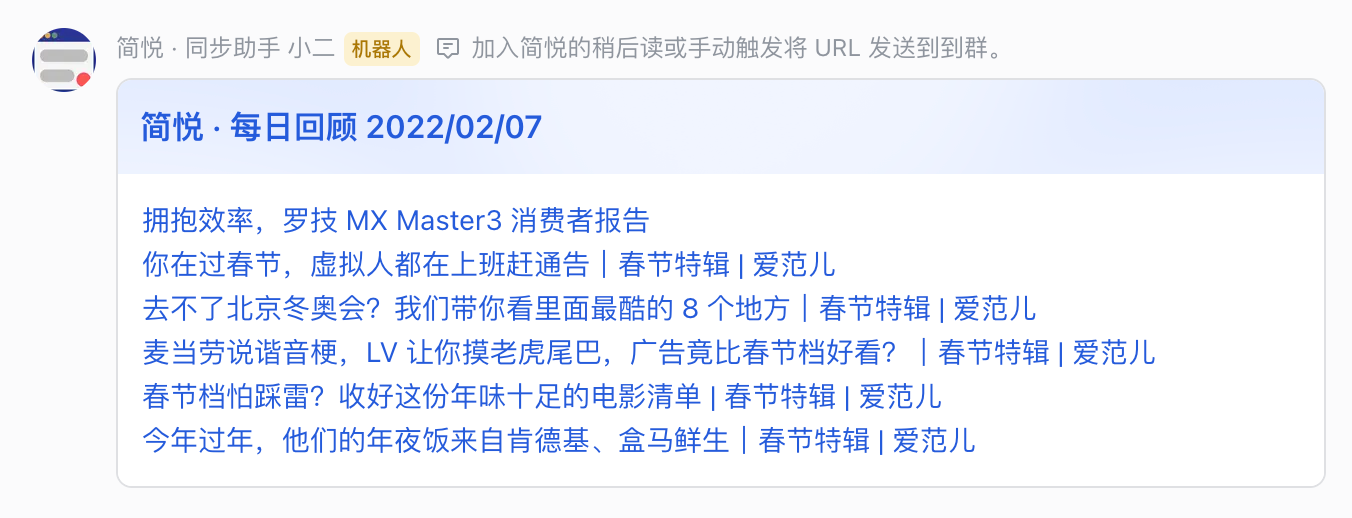 简悦 · 同步助手 小二 机器人 加入简悦的稍后读或手动触发将 URL 发送到到群。
简悦 · 每日回顾 2022/02/07
拥抱效率，罗技 MX Master3 消费者报告
你在过春节，虚拟人都在上班赶通告｜春节特辑 | 爱范儿
去不了北京冬奥会？我们带你看里面最酷的 8 个地方｜春节特辑 | 爱范儿
麦当劳说谐音梗，LV 让你摸老虎尾巴，广告竟比春节档好看？｜春节特辑 | 爱范儿
春节档怕踩雷？收好这份年味十足的电影清单 | 春节特辑 | 爱范儿
今年过年，他们的年夜饭来自肯德基、盒马鲜生｜春节特辑 | 爱范儿